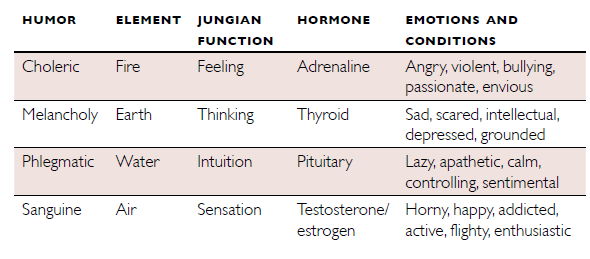 HUMOR ELEMENT JUNGIAN FUNCTION HORMONE EMOTIONS AND CONDITIONS
Choleric Fire Feeling Adrenaline Angry, violent, bullying, passionate, envious
Melancholy Earth Thinking Thyroid Sad, scared, intellectual, depressed, grounded
Phlegmatic Water Intuition Pituitary Lazy, apathetic, calm, controlling, sentimental
Sanguine Air Sensation Testosterone/estrogen Horny, happy, addicted, active, flighty, enthusiastic